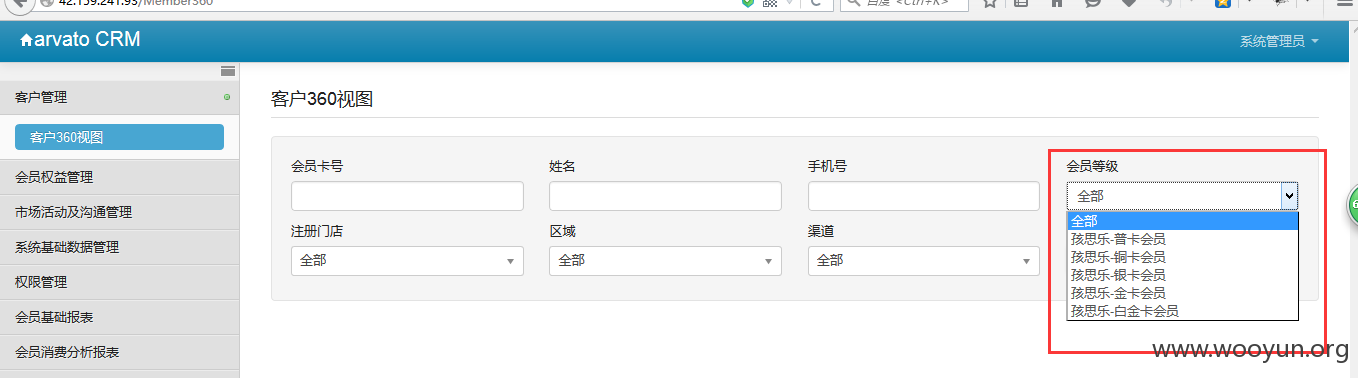 42.159.241.93/Member360
百度 <Ctrl+K>
arvato CRM
系统管理员
客户管理
客户360视图
会员权益管理
市场活动及沟通管理
系统基础数据管理
权限管理
会员基础报表
会员消费分析报表
客户360视图
会员卡号
姓名
手机号
会员等级
全部
注册门店
区域
渠道
全部
全部
全部
全部
孩思乐-普卡会员
孩思乐-铜卡会员
孩思乐-银卡会员
孩思乐-金卡会员
孩思乐-白金卡会员
www.wooyun.org